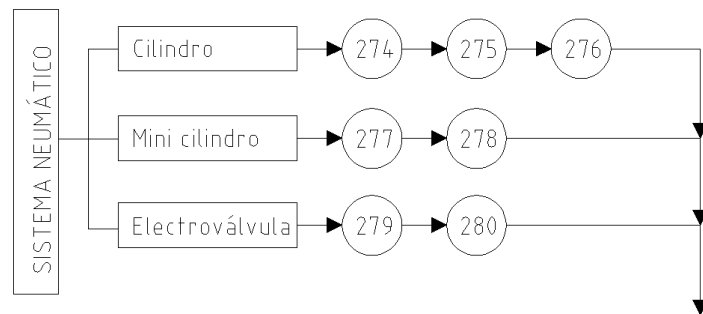 SISTEMA NEUMÁTICO
Cilindro 274 275 276
Mini cilindro 277 278
Electroválvula 279 280